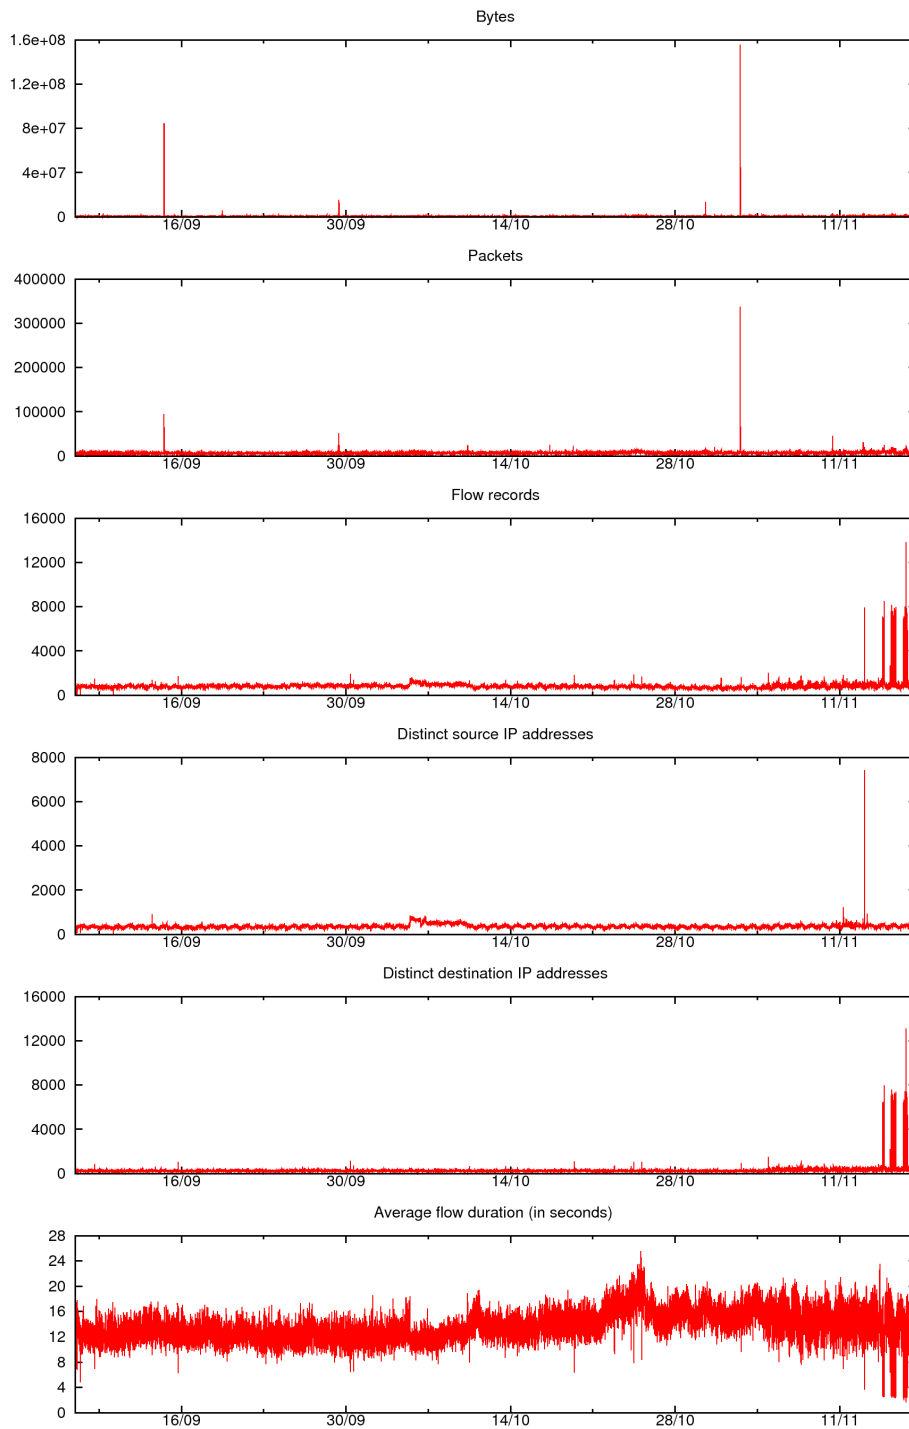 Bytes
1.6e+08
1.2e+08
8e+07
4e+07
0
16/09 30/09 14/10 28/10 11/11
Packets
400000
300000
200000
100000
0
16/09 30/09 14/10 28/10 11/11
Flow records
16000
12000
8000
4000
0
16/09 30/09 14/10 28/10 11/11
Distinct source IP addresses
8000
6000
4000
2000
0
16/09 30/09 14/10 28/10 11/11
Distinct destination IP addresses
16000
12000
8000
4000
0
16/09 30/09 14/10 28/10 11/11
Average flow duration (in seconds)
28
24
20
16
12
8
4
0
16/09 30/09 14/10 28/10 11/11